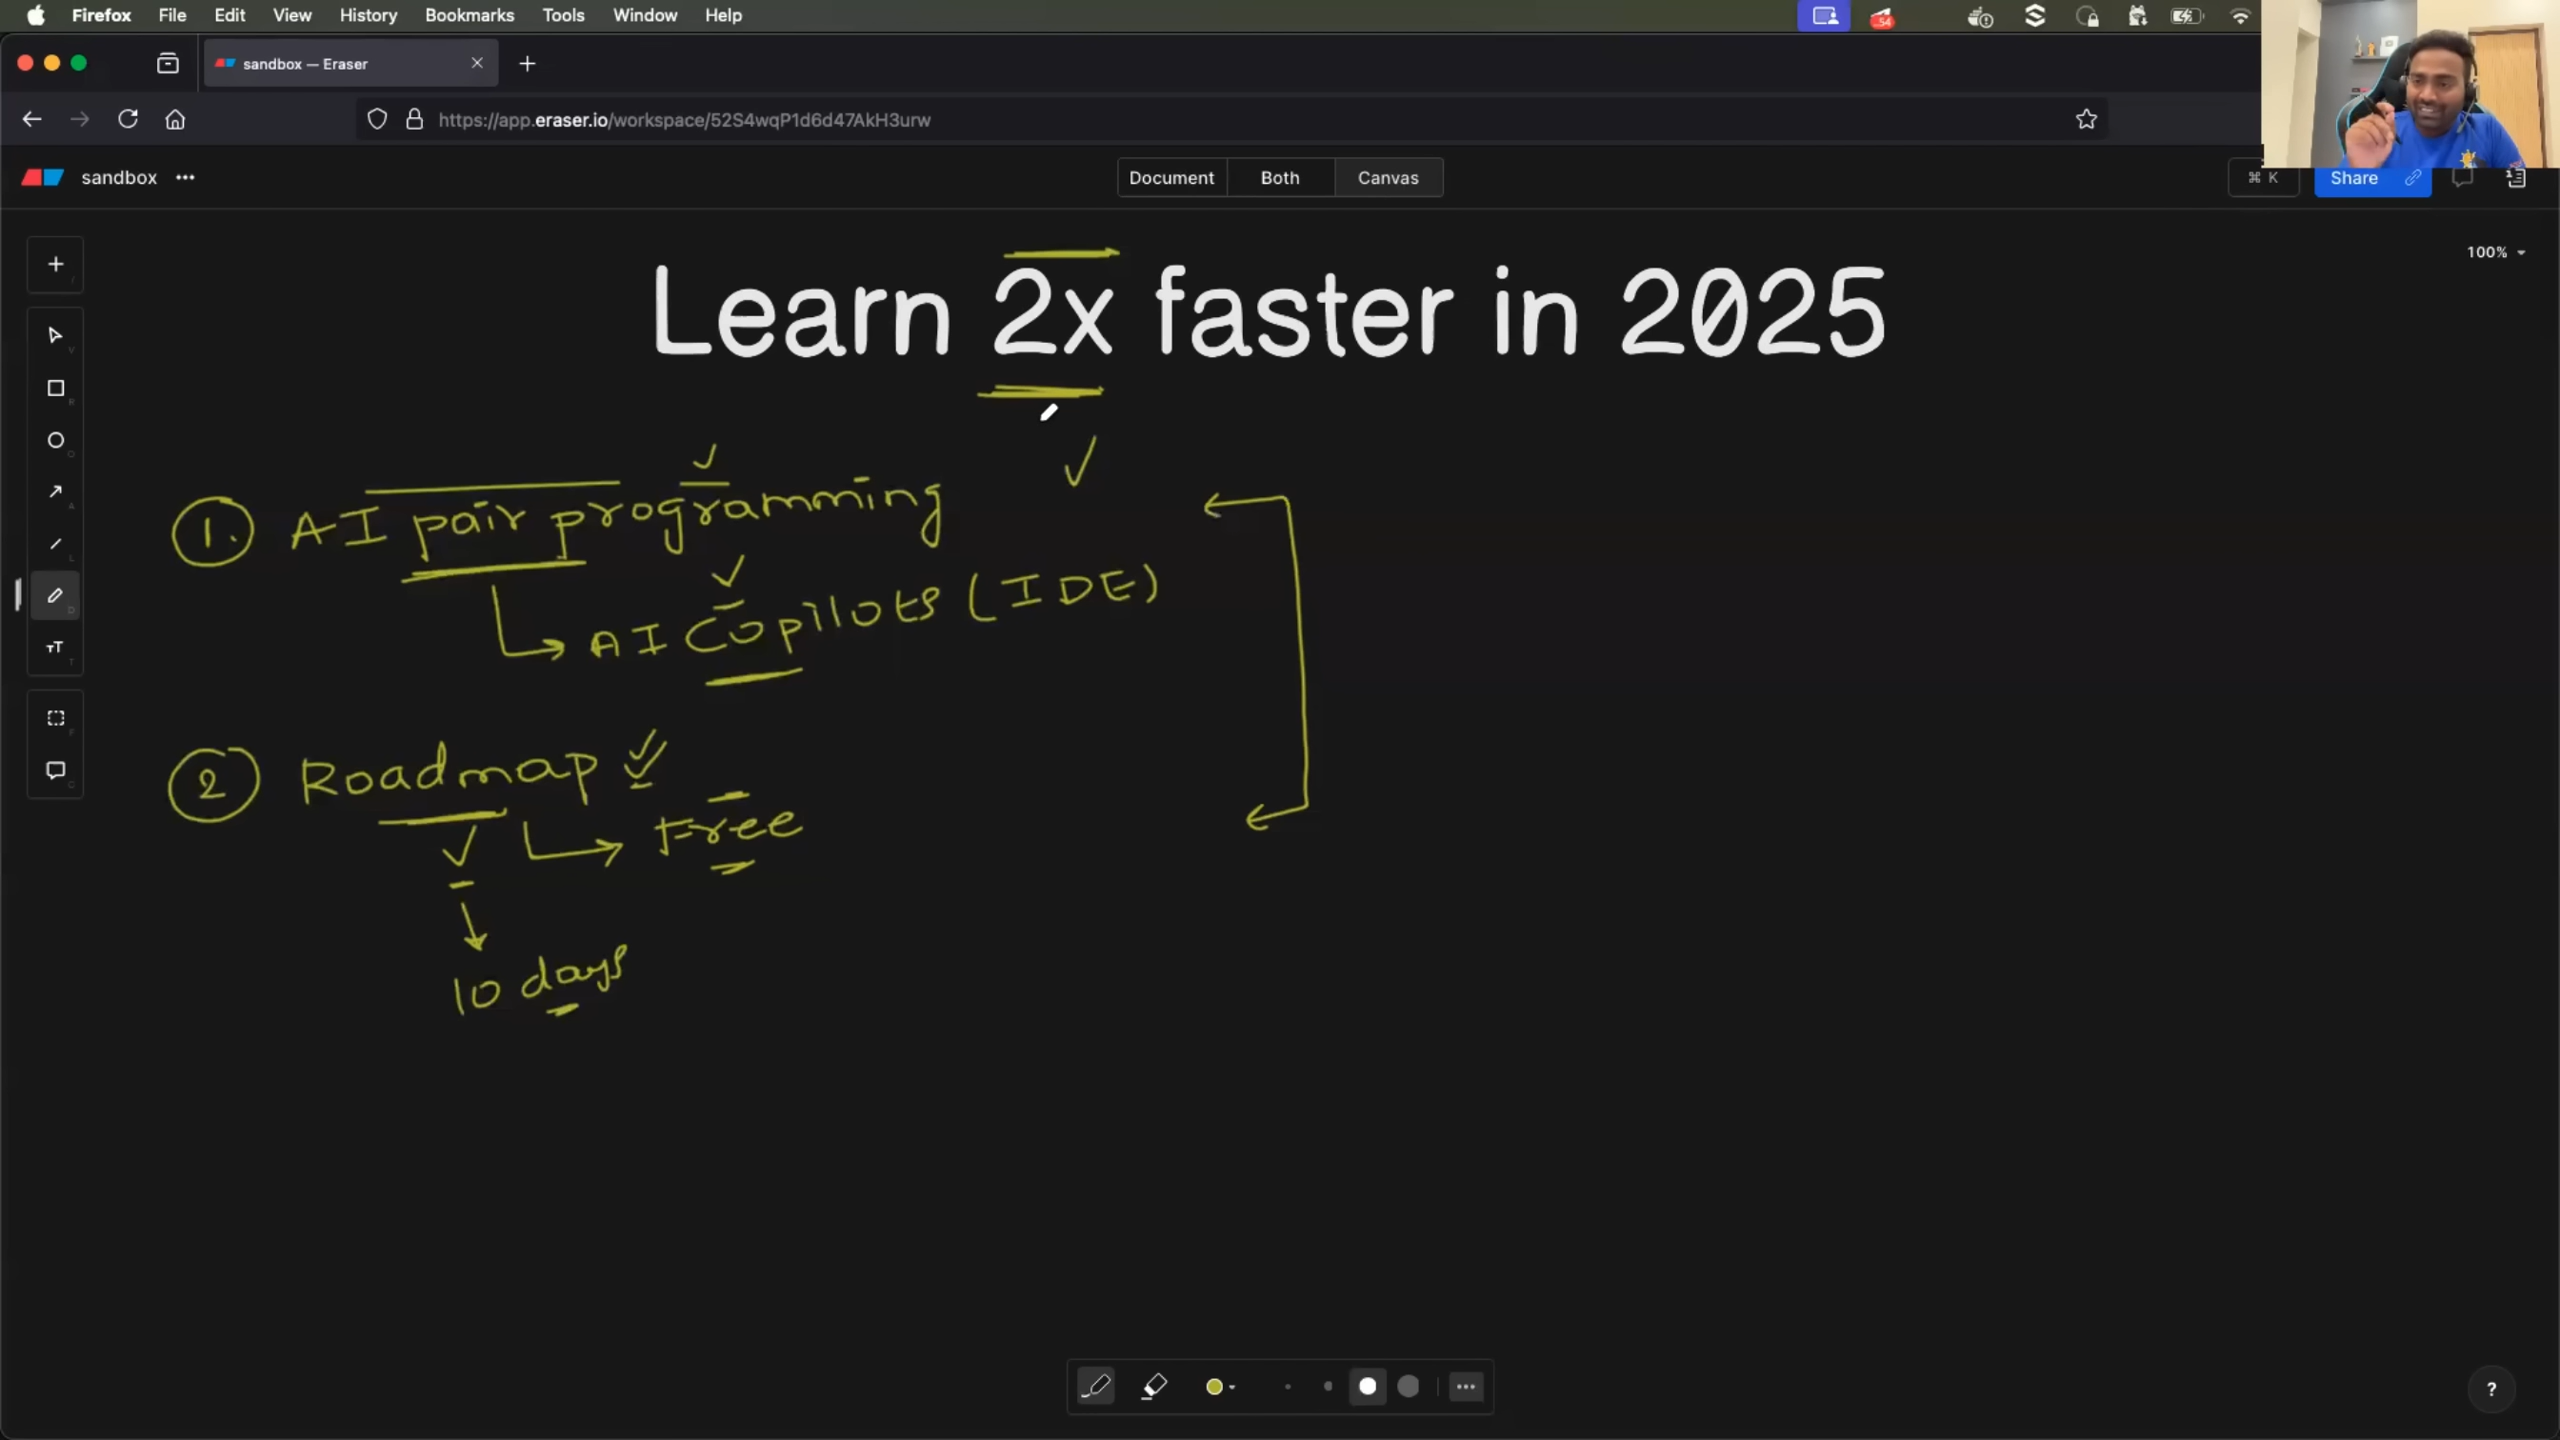 Firefox File Edit View History Bookmarks Tools Window Help
54
sandbox — Eraser
https://app.eraser.io/workspace/52S4wqP1d6d47AkH3urw
sandbox ...
Document Both Canvas
⌘ K
Share
100%
Learn 2x faster in 2025
1. AI pair programming
AI Copilots (IDE)
2 Roadmap
Free
10 days
TT
?